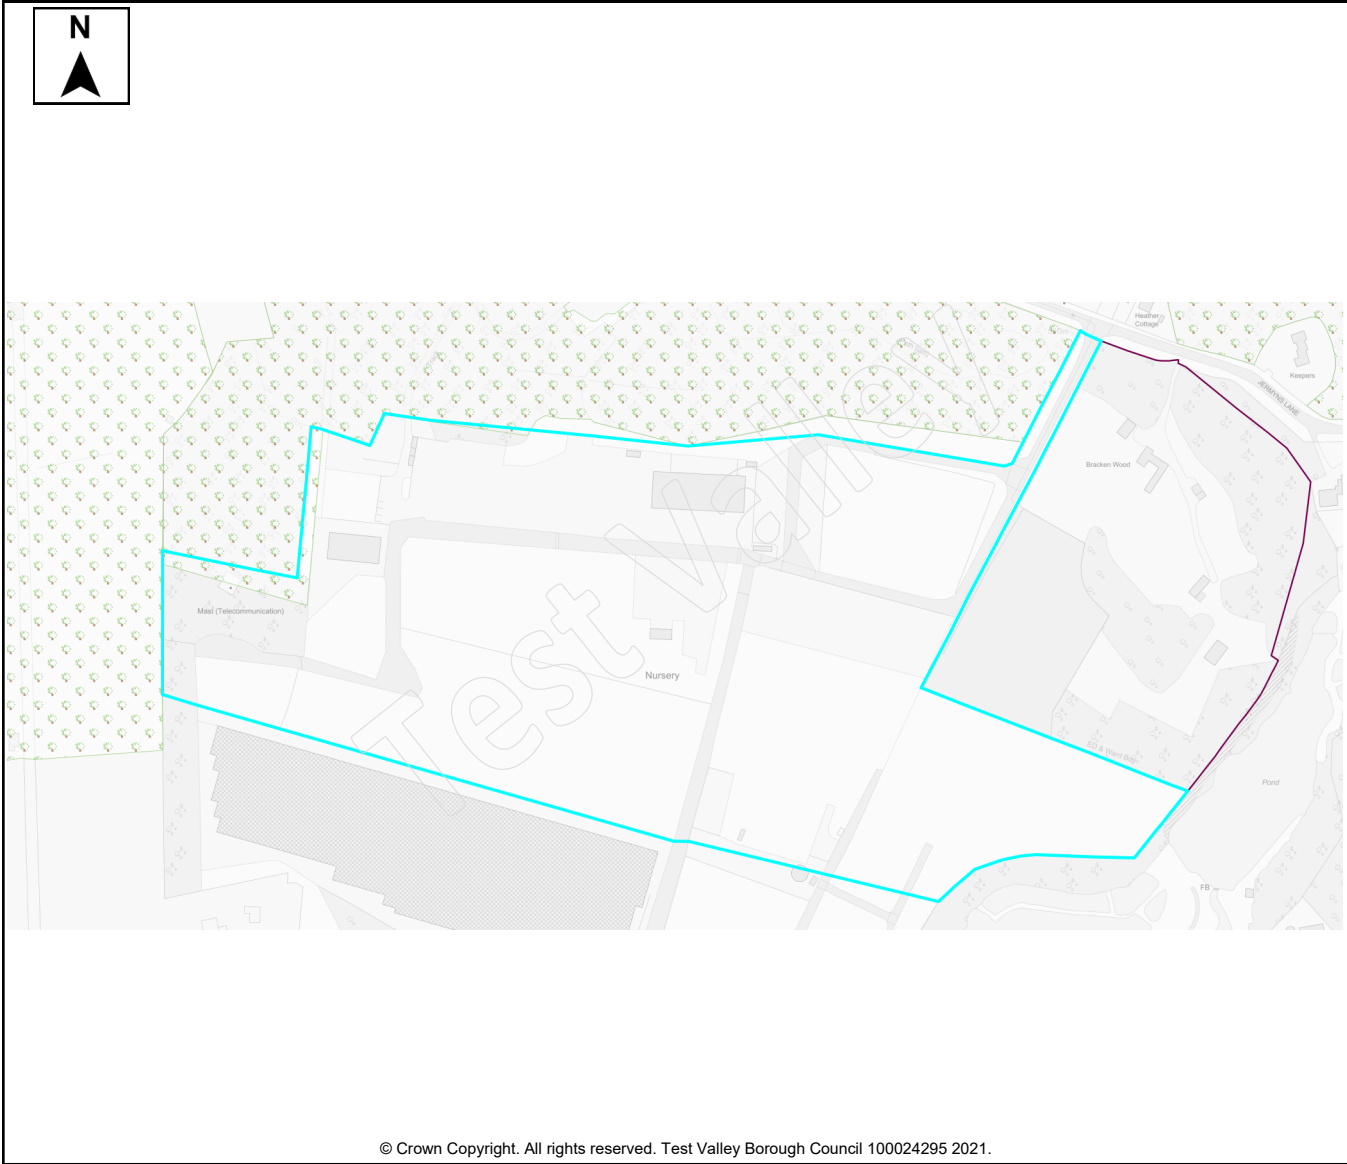 N
Heather
Cottage
Keepers
JERMYNS LANE
Bracken Wood
Mast (Telecommunication)
Nursery
Test Valley
ED & Ward Bdy
Pond
FB
© Crown Copyright. All rights reserved. Test Valley Borough Council 100024295 2021.